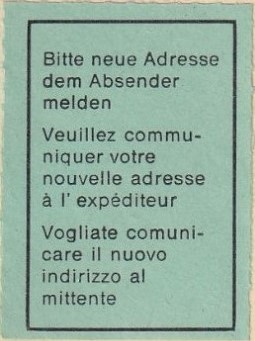 Bitte neue Adresse
dem Absender
melden
Veuillez commu-
niquer votre
nouvelle adresse
à l'expéditeur
Vogliate comuni-
care il nuovo
indirizzo al
mittente